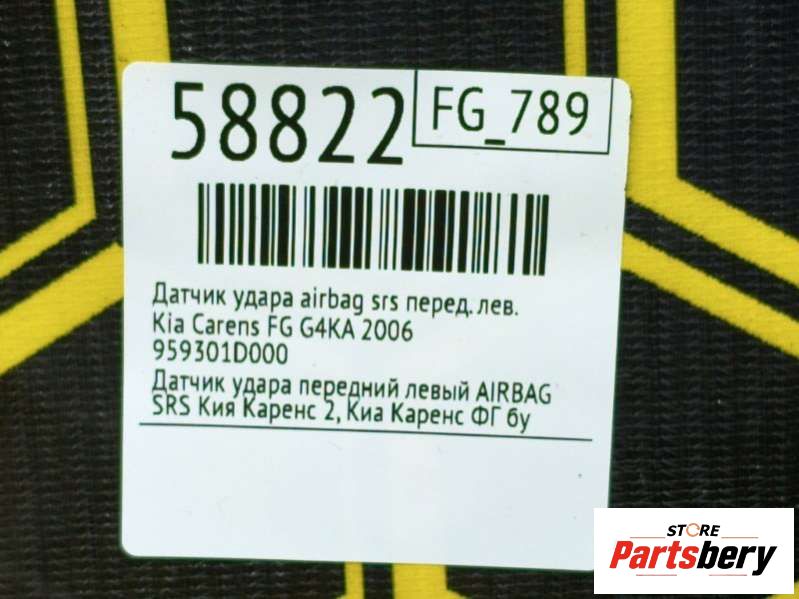 58822
FG_789
Датчик удара airbag srs перед. лев.
Kia Carens FG G4KA 2006
959301D000
Датчик удара передний левый AIRBAG
SRS Кия Каренс 2, Киа Каренс ФГ бу
STORE
Partsbery